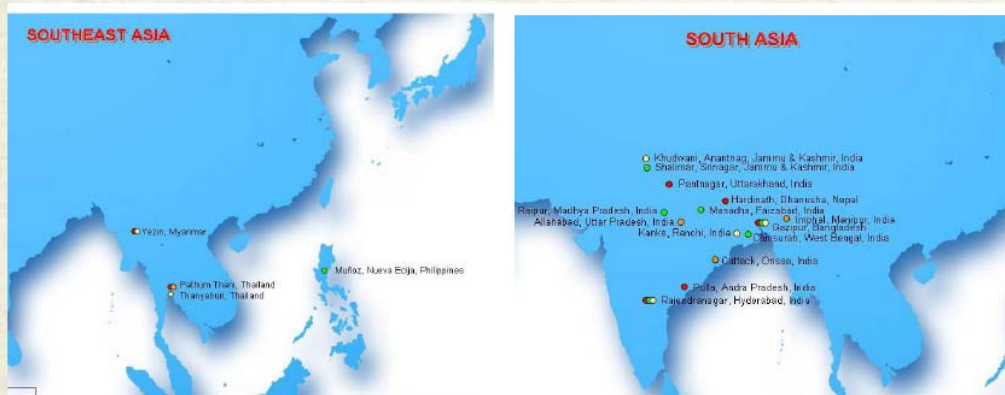 SOUTHEAST ASIA
Yezin, Myanmar
Muñoz, Nueva Ecija, Philippines
Pathum Thani, Thailand
Thanyaburi, Thailand
SOUTH ASIA
Khudwani, Anantnag, Jammu & Kashmir, India
Shalimar, Srinagar, Jammu & Kashmir, India
Pantnagar, Uttarakhand, India
Hardinath, Dhanusha, Nepal
Raipur, Madhya Pradesh, India
Masodha, Faizabad, India
Allahabad, Uttar Pradesh, India
Imphal, Manipur, India
Gazipur, Bangladesh
Kanke, Ranchi, India
Chinsurah, West Bengal, India
Cuttack, Orissa, India
Pulla, Andra Pradesh, India
Rajendranagar, Hyderabad, India